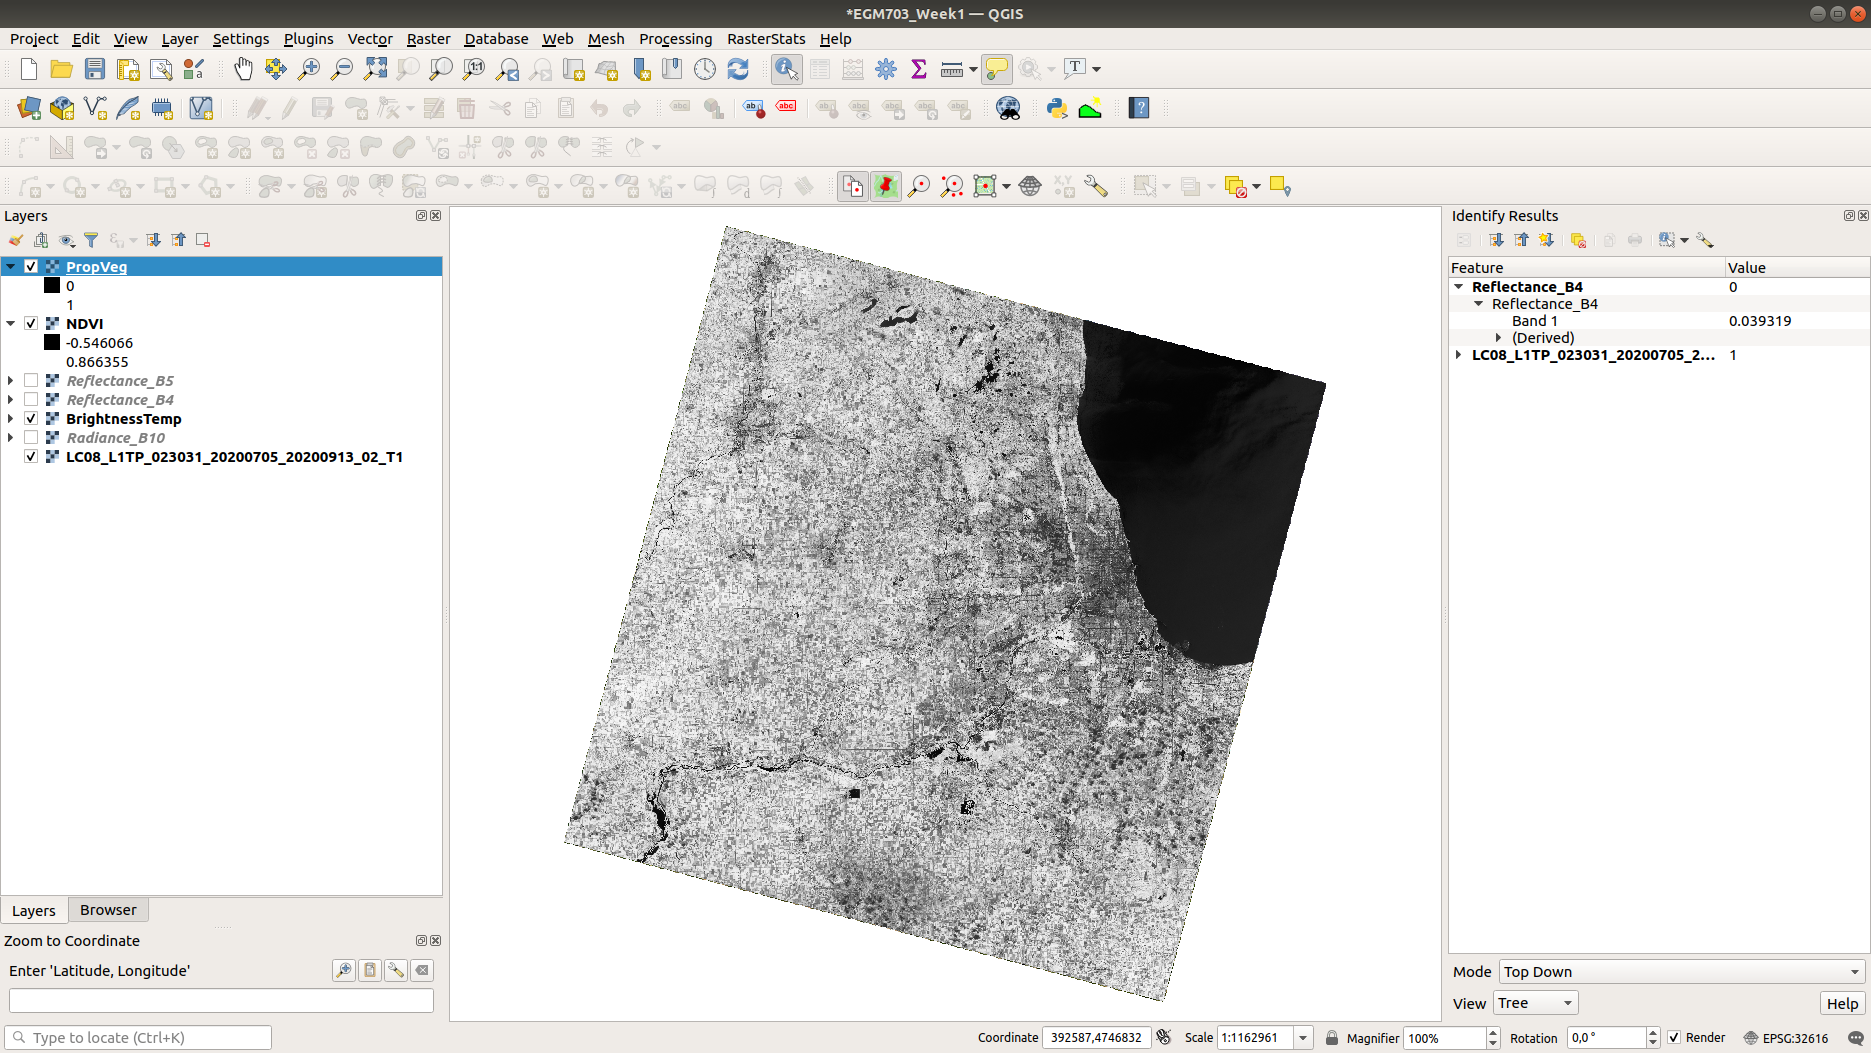 *EGM703_Week1 — QGIS
Project Edit View Layer Settings Plugins Vector Raster Database Web Mesh Processing RasterStats Help
Layers
PropVeg
0
1
NDVI
-0.546066
0.866355
Reflectance_B5
Reflectance_B4
BrightnessTemp
Radiance_B10
LC08_L1TP_023031_20200705_20200913_02_T1
Layers Browser
Zoom to Coordinate
Enter 'Latitude, Longitude'
Type to locate (Ctrl+K)
Identify Results
Feature Value
Reflectance_B4 0
Reflectance_B4
Band 1 0.039319
(Derived)
LC08_L1TP_023031_20200705_2... 1
Mode Top Down
View Tree Help
Coordinate 392587,4746832 Scale 1:1162961 Magnifier 100% Rotation 0,0 ° Render EPSG:32616